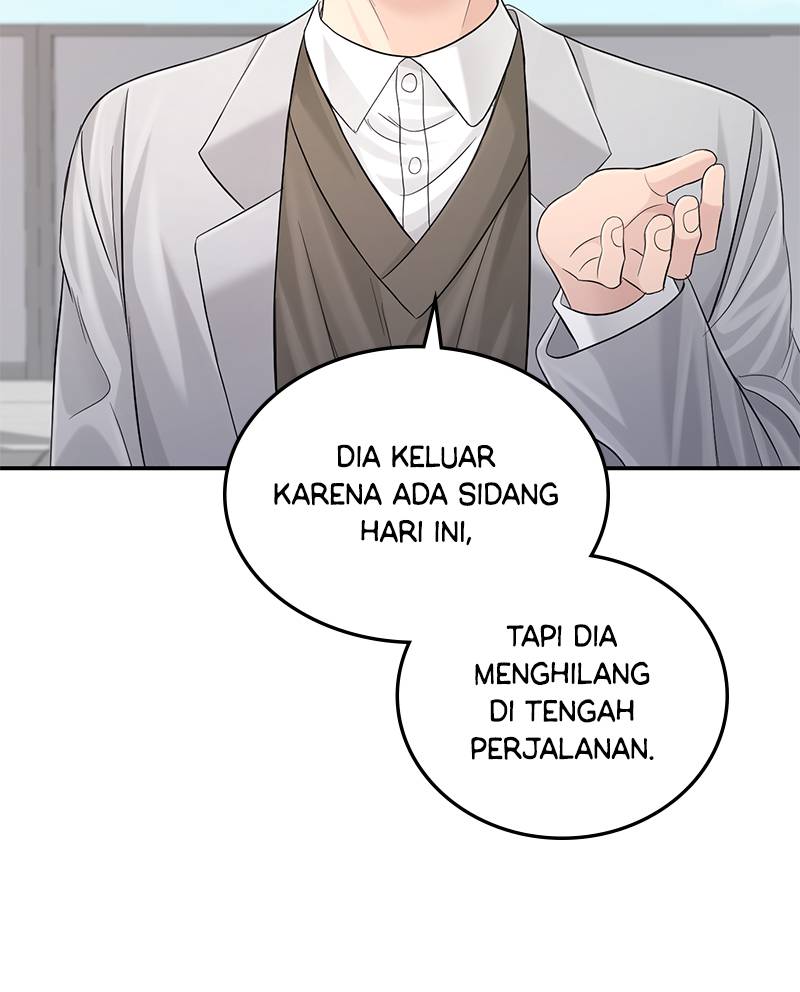 DIA KELUAR
KARENA ADA SIDANG
HARI INI,
TAPI DIA
MENGHILANG
DI TENGAH
PERJALANAN.